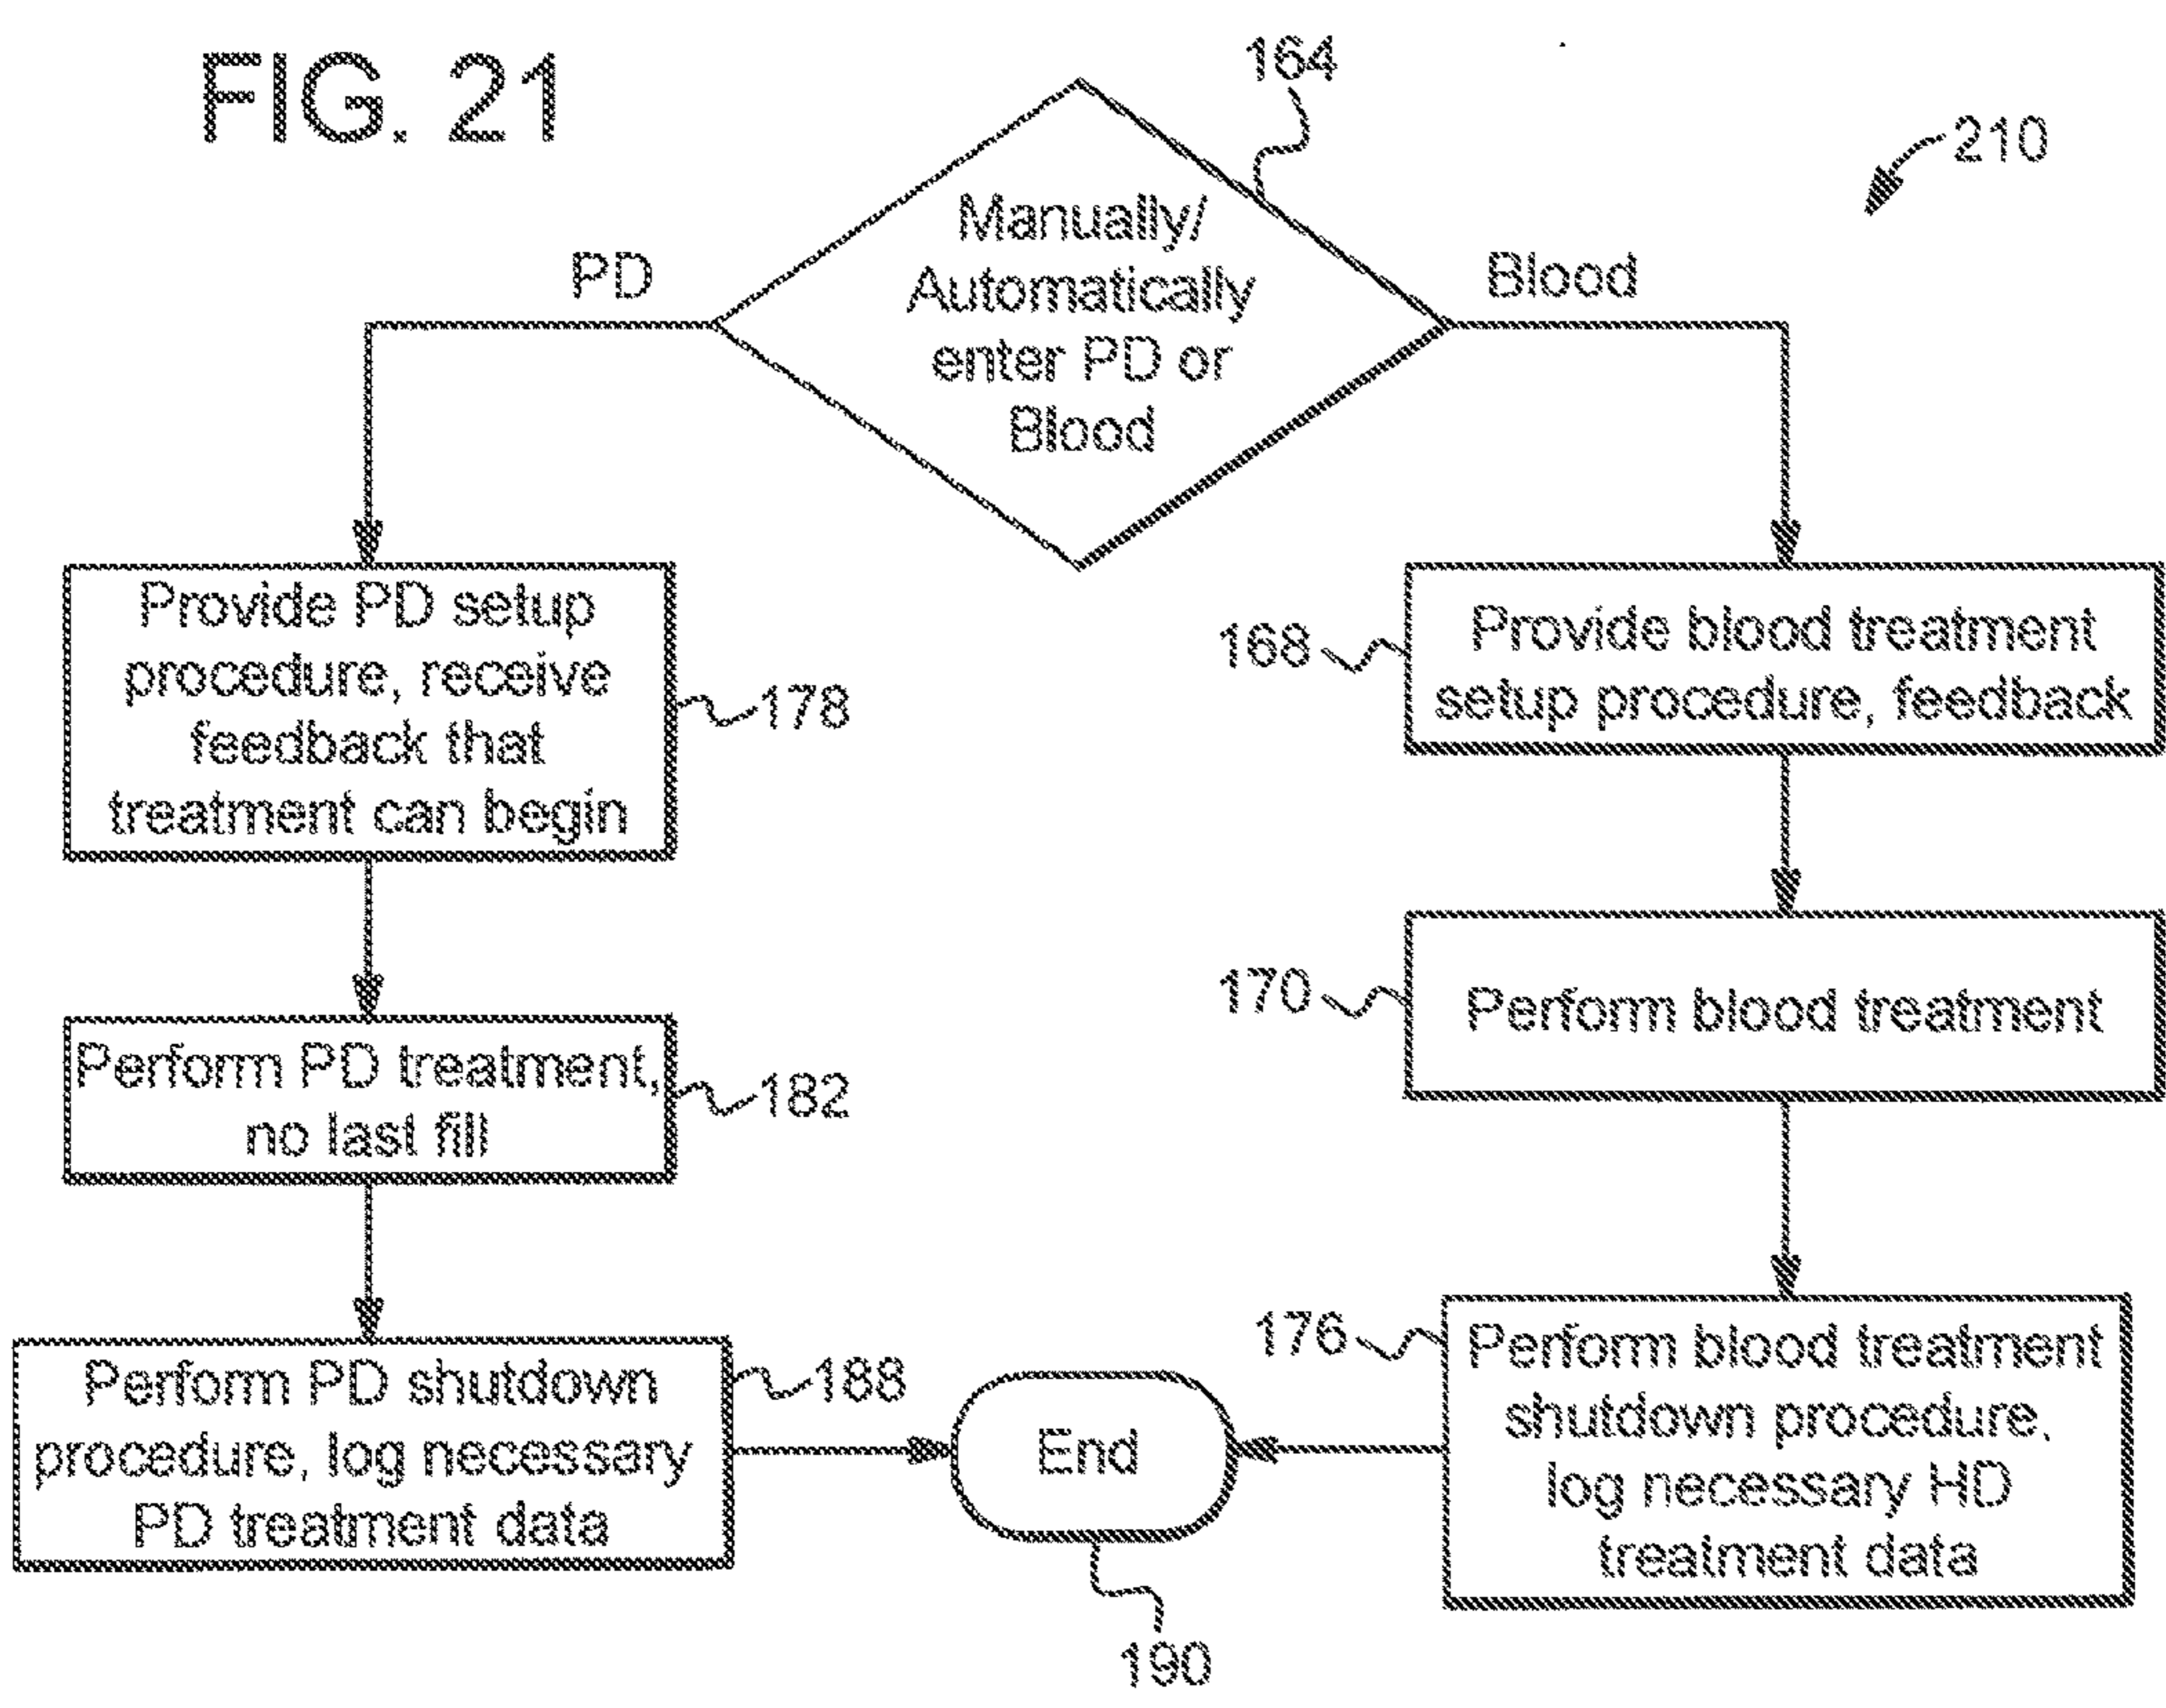 FIG. 21
164
210
Manually/
Automatically
enter PD or
Blood
PD
Blood
Provide PD setup
procedure, receive
feedback that
treatment can begin
178
168
Provide blood treatment
setup procedure, feedback
Perform PD treatment,
no last fill
182
170
Perform blood treatment
Perform PD shutdown
procedure, log necessary
PD treatment data
188
End
190
176
Perform blood treatment
shutdown procedure,
log necessary HD
treatment data